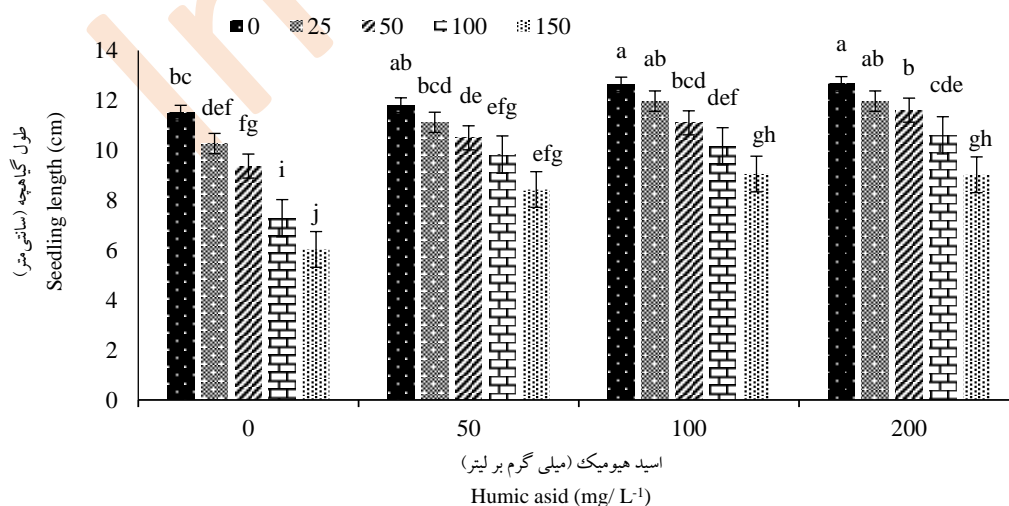 In
0 25 50 100 150
طول گیاهچه (سانتی‌متر)
Seedling length (cm)
14
12
10
8
6
4
2
0
bc def fg i j
ab bcd de efg efg
a ab bcd def gh
a ab b cde gh
0 50 100 200
اسید هیومیک (میلی گرم بر لیتر)
Humic asid (mg/ L⁻¹)